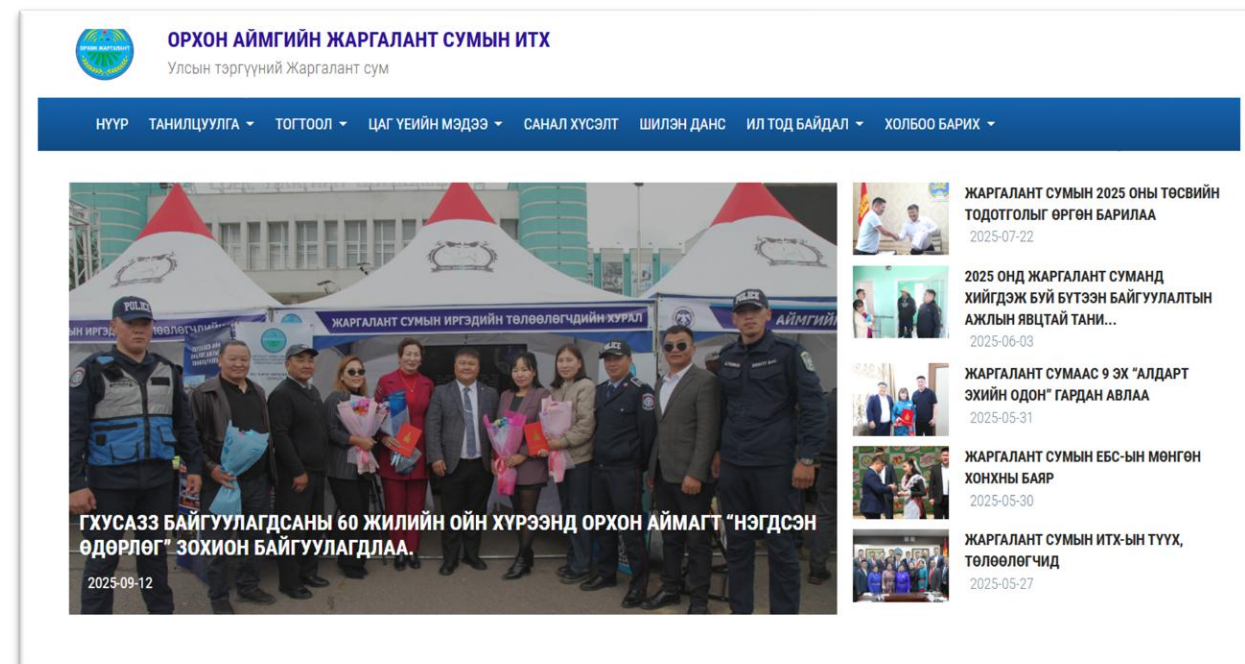 ОРХОН ЖАРГАЛАНТ
ОРХОН АЙМГИЙН ЖАРГАЛАНТ СУМЫН ИТХ
Улсын тэргүүний Жаргалант сум
НҮҮР ТАНИЛЦУУЛГА ТОГТООЛ ЦАГ ҮЕИЙН МЭДЭЭ САНАЛ ХҮСЭЛТ ШИЛЭН ДАНС ИЛ ТОД БАЙДАЛ ХОЛБОО БАРИХ
POLICE
ЖАРГАЛАНТ СУМЫН ИРГЭДИЙН ТӨЛӨӨЛӨГЧДИЙН ХУРАЛ
ГХУСАЗЗ БАЙГУУЛАГДСАНЫ 60 ЖИЛИЙН ОЙН ХҮРЭЭНД ОРХОН АЙМАГТ “НЭГДСЭН
ӨДӨРЛӨГ” ЗОХИОН БАЙГУУЛАГДЛАА.
2025-09-12
ЖАРГАЛАНТ СУМЫН 2025 ОНЫ ТӨСВИЙН
ТОДОТГОЛЫГ ӨРГӨН БАРИЛАА
2025-07-22
2025 ОНД ЖАРГАЛАНТ СУМАНД
ХИЙГДЭЖ БУЙ БҮТЭЭН БАЙГУУЛАЛТЫН
АЖЛЫН ЯВЦТАЙ ТАНИ...
2025-06-03
ЖАРГАЛАНТ СУМААС 9 ЭХ “АЛДАРТ
ЭХИЙН ОДОН” ГАРДАН АВЛАА
2025-05-31
ЖАРГАЛАНТ СУМЫН ЕБС-ЫН МӨНГӨН
ХОНХНЫ БАЯР
2025-05-30
ЖАРГАЛАНТ СУМЫН ИТХ-ЫН ТҮҮХ,
ТӨЛӨӨЛӨГЧИД
2025-05-27